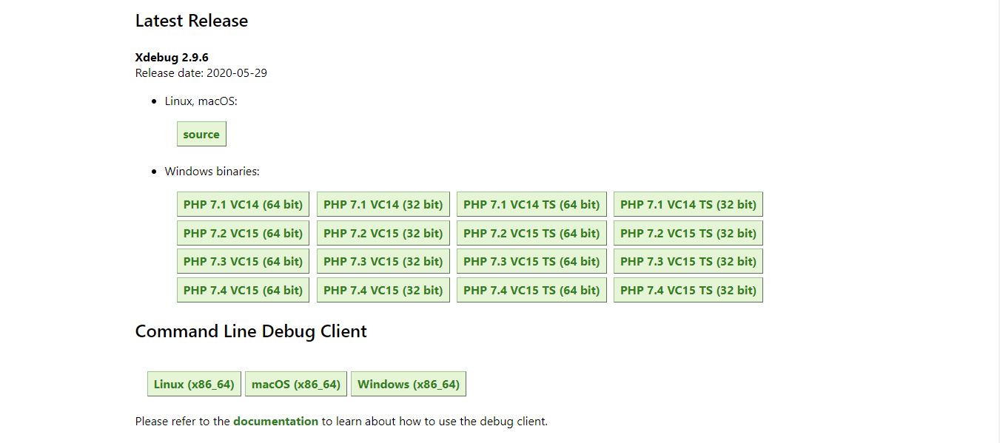 Latest Release
Xdebug 2.9.6
Release date: 2020-05-29
Linux, macOS:
source
Windows binaries:
PHP 7.1 VC14 (64 bit) PHP 7.1 VC14 (32 bit) PHP 7.1 VC14 TS (64 bit) PHP 7.1 VC14 TS (32 bit)
PHP 7.2 VC15 (64 bit) PHP 7.2 VC15 (32 bit) PHP 7.2 VC15 TS (64 bit) PHP 7.2 VC15 TS (32 bit)
PHP 7.3 VC15 (64 bit) PHP 7.3 VC15 (32 bit) PHP 7.3 VC15 TS (64 bit) PHP 7.3 VC15 TS (32 bit)
PHP 7.4 VC15 (64 bit) PHP 7.4 VC15 (32 bit) PHP 7.4 VC15 TS (64 bit) PHP 7.4 VC15 TS (32 bit)
Command Line Debug Client
Linux (x86_64) macOS (x86_64) Windows (x86_64)
Please refer to the documentation to learn about how to use the debug client.